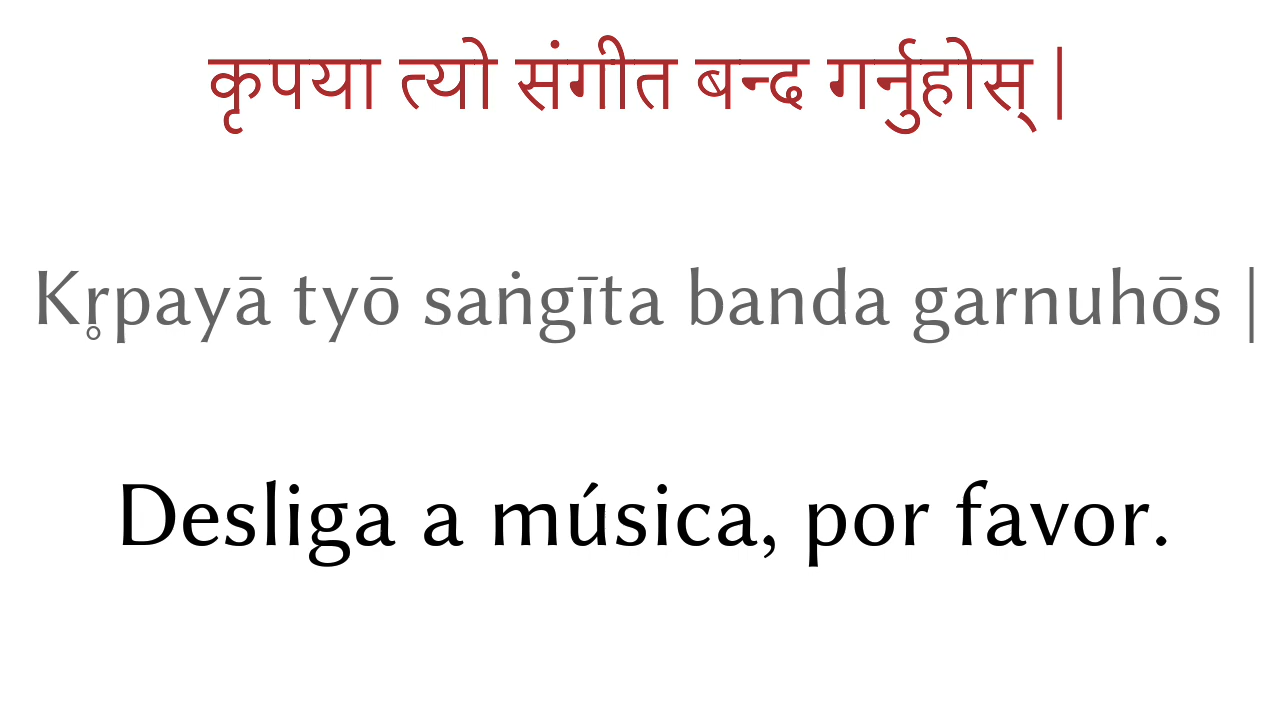 कृपया त्यो संगीत बन्द गर्नुहोस् |
Kr̥payā tyō saṅgīta banda garnuhōs |
Desliga a música, por favor.